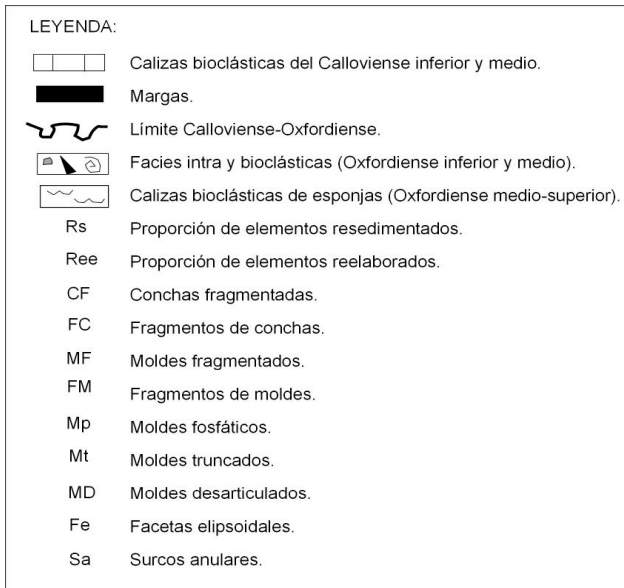 LEYENDA:
Calizas bioclásticas del Calloviense inferior y medio.
Margas.
Límite Calloviense-Oxfordiense.
Facies intra y bioclásticas (Oxfordiense inferior y medio).
Calizas bioclásticas de esponjas (Oxfordiense medio-superior).
Rs Proporción de elementos resedimentados.
Ree Proporción de elementos reelaborados.
CF Conchas fragmentadas.
FC Fragmentos de conchas.
MF Moldes fragmentados.
FM Fragmentos de moldes.
Mp Moldes fosfáticos.
Mt Moldes truncados.
MD Moldes desarticulados.
Fe Facetas elipsoidales.
Sa Surcos anulares.